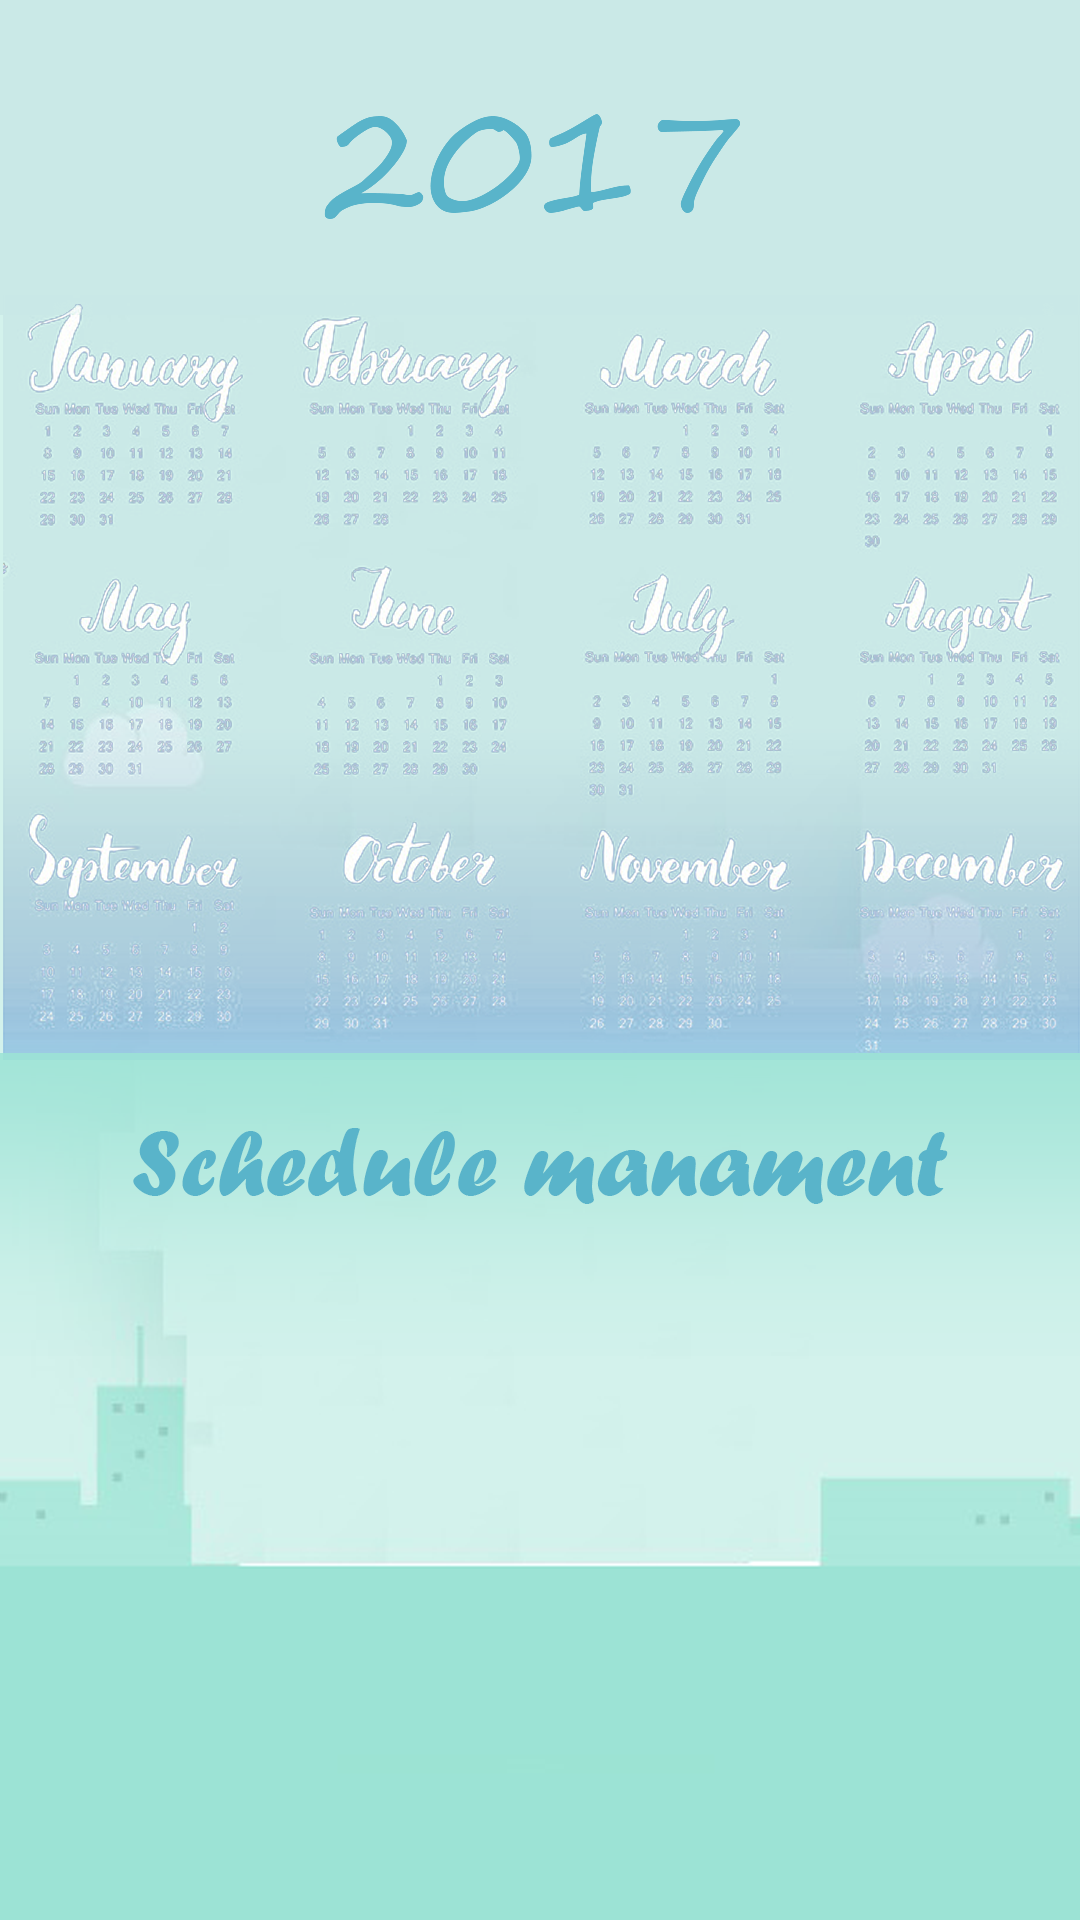 2017
January February March April
Sun Mon Tue Wed Thu Fri Sat Sun Mon Tue Wed Thu Fri Sat Sun Mon Tue Wed Thu Fri Sat Sun Mon Tue Wed Thu Fri Sat
1 2 3 4 5 6 7 1 2 3 4 1 2 3 4 1
8 9 10 11 12 13 14 5 6 7 8 9 10 11 5 6 7 8 9 10 11 2 3 4 5 6 7 8
15 16 17 18 19 20 21 12 13 14 15 16 17 18 12 13 14 15 16 17 18 9 10 11 12 13 14 15
22 23 24 25 26 27 28 19 20 21 22 23 24 25 19 20 21 22 23 24 25 16 17 18 19 20 21 22
29 30 31 26 27 28 26 27 28 29 30 31 23 24 25 26 27 28 29
30
May June July August
Sun Mon Tue Wed Thu Fri Sat Sun Mon Tue Wed Thu Fri Sat Sun Mon Tue Wed Thu Fri Sat Sun Mon Tue Wed Thu Fri Sat
1 2 3 4 5 6 1 2 3 1 1 2 3 4 5
7 8 4 10 11 12 13 4 5 6 7 8 9 10 2 3 4 5 6 7 8 6 7 8 9 10 11 12
14 15 16 17 18 19 20 11 12 13 14 15 16 17 9 10 11 12 13 14 15 13 14 15 16 17 18 19
21 22 23 24 25 26 27 18 19 20 21 22 23 24 16 17 18 19 20 21 22 20 21 22 23 24 25 26
28 29 30 31 25 26 27 28 29 30 23 24 25 26 27 28 29 27 28 29 30 31
30 31
September October November December
Sun Mon Tue Wed Thu Fri Sat Sun Mon Tue Wed Thu Fri Sat Sun Mon Tue Wed Thu Fri Sat Sun Mon Tue Wed Thu Fri Sat
1 2 1 2 3 4 5 6 7 1 2 3 4 1 2
3 4 5 6 7 8 9 8 9 10 11 12 13 14 5 6 7 8 9 10 11 3 4 5 6 7 8 9
10 11 12 13 14 15 16 15 16 17 18 19 20 21 12 13 14 15 16 17 18 10 11 12 13 14 15 16
17 18 19 20 21 22 23 22 23 24 25 26 27 28 19 20 21 22 23 24 25 17 18 19 20 21 22 23
24 25 26 27 28 29 30 29 30 31 26 27 28 29 30 24 25 26 27 28 29 30
31
Schedule manament